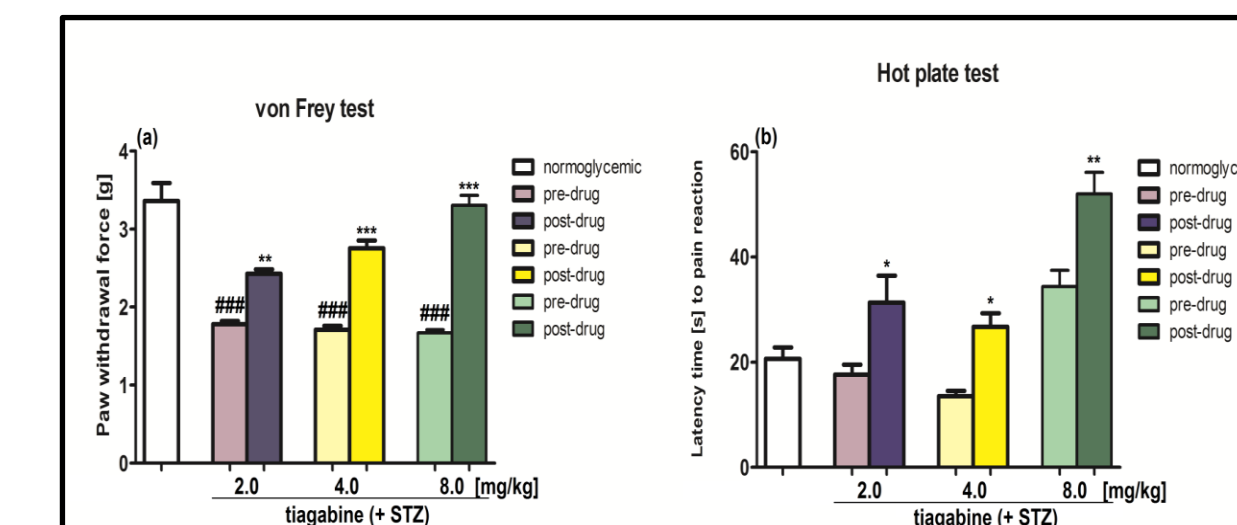 von Frey test
(a)
Paw withdrawal force [g]
4
3
2
1
0
###
**
###
***
###
***
normoglycemic
pre-drug
post-drug
pre-drug
post-drug
pre-drug
post-drug
2.0 4.0 8.0 [mg/kg]
tiagabine (+ STZ)
Hot plate test
(b)
Latency time [s] to pain reaction
60
40
20
0
*
*
**
normoglyc
pre-drug
post-drug
pre-drug
post-drug
pre-drug
post-drug
2.0 4.0 8.0 [mg/kg]
tiagabine (+ STZ)